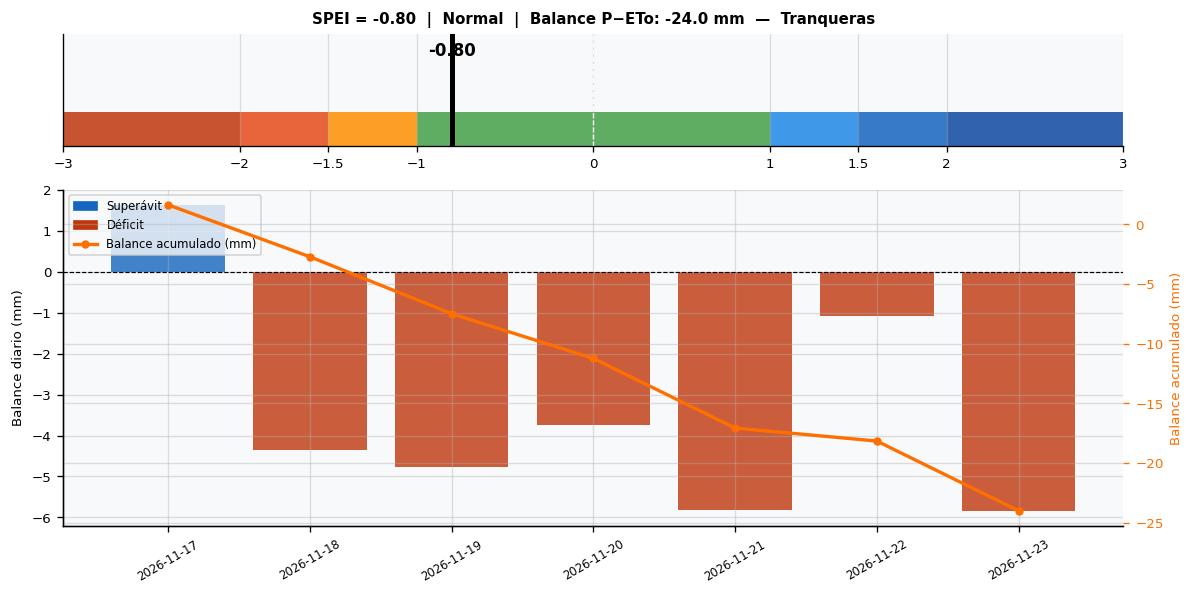 SPEI = -0.80 | Normal | Balance P−ETo: -24.0 mm — Tranqueras
-0.80
−3 −2 −1.5 −1 0 1 1.5 2 3
Superávit
Déficit
Balance acumulado (mm)
Balance diario (mm)
2
1
0
−1
−2
−3
−4
−5
−6
0
−5
−10
−15
−20
−25
Balance acumulado (mm)
2026-11-17 2026-11-18 2026-11-19 2026-11-20 2026-11-21 2026-11-22 2026-11-23